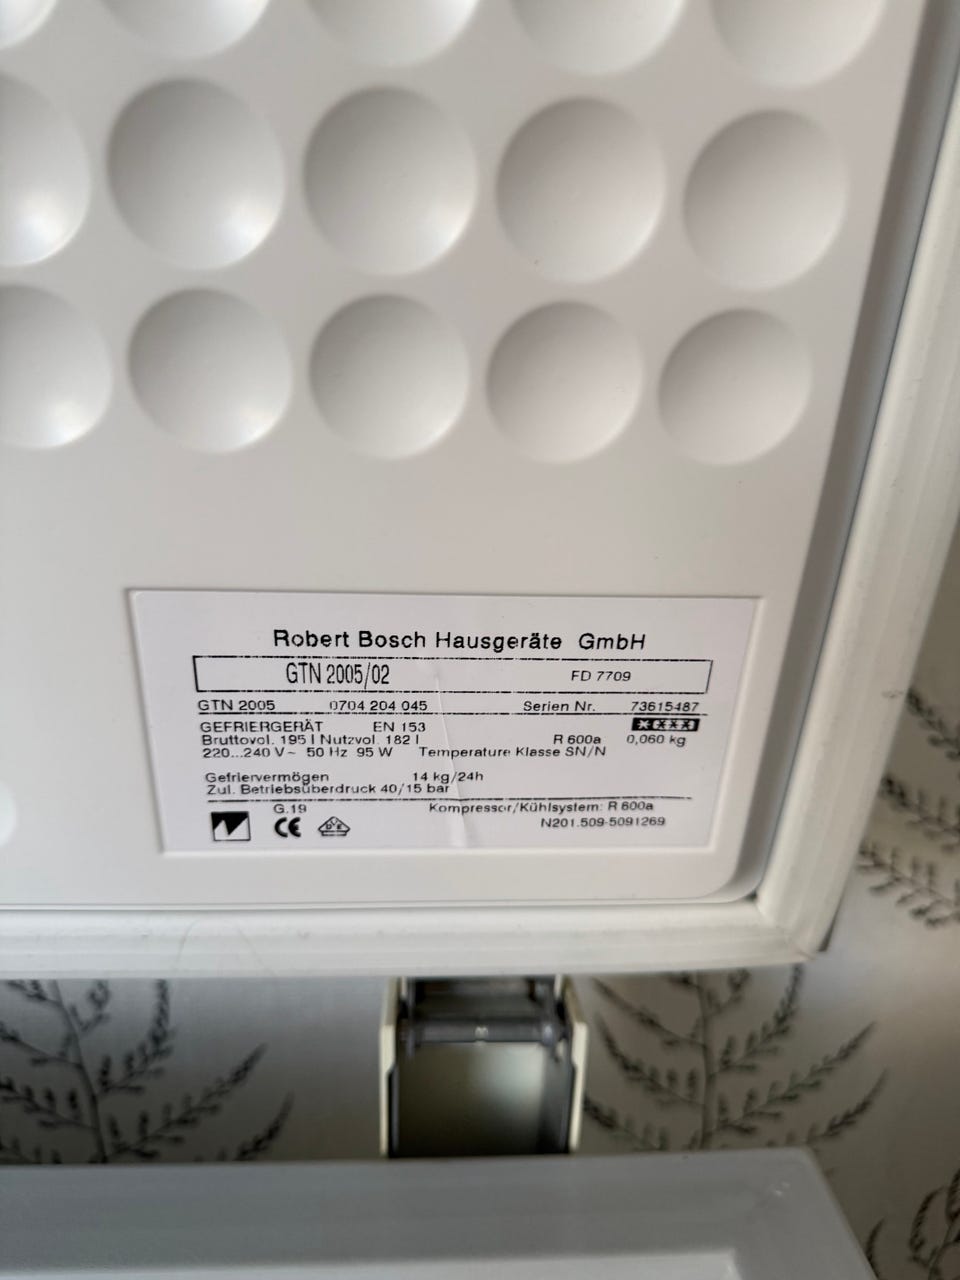 Robert Bosch Hausgeräte GmbH
GTN 2005/02 FD 7709
GTN 2005 0704 204 045 Serien Nr. 73615487
GEFRIERGERÄT EN 153
Bruttovol. 195 l Nutzvol. 182 l R 600a 0,060 kg
220...240 V~ 50 Hz 95 W Temperature Klasse SN/N
Gefriervermögen 14 kg/24h
Zul. Betriebsüberdruck 40/15 bar
G.19 Kompressor/Kühlsystem: R 600a
CE N201.509-5091269